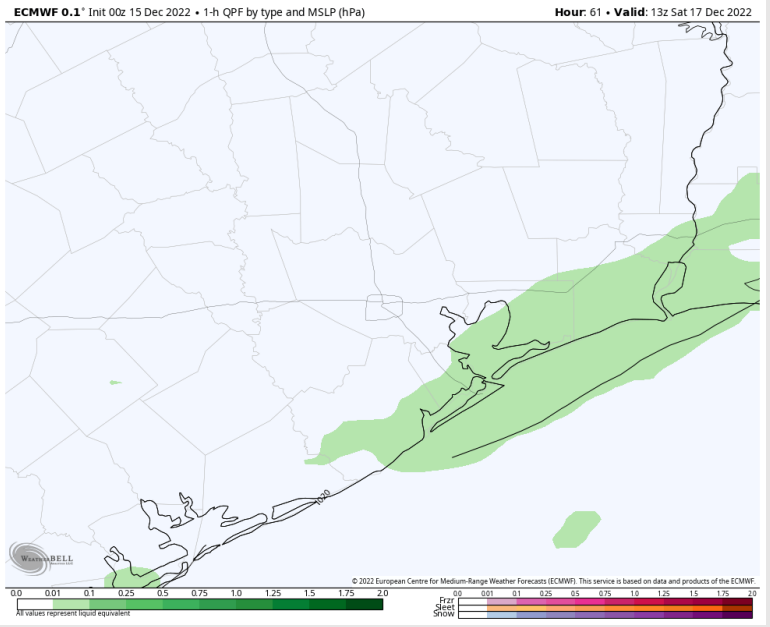 ECMWF 0.1° Init 00z 15 Dec 2022 • 1-h QPF by type and MSLP (hPa)
Hour: 61 • Valid: 13z Sat 17 Dec 2022
1020
WEATHERBELL
© 2022 European Centre for Medium-Range Weather Forecasts (ECMWF). This service is based on data and products of the ECMWF.
0.0 0.01 0.1 0.25 0.5 0.75 1.0 1.25 1.5 1.75 2.0
All values represent liquid equivalent
0.0 0.01 0.1 0.25 0.5 0.75 1.0 1.25 1.5 1.75 2.0
Frzr
Sleet
Snow